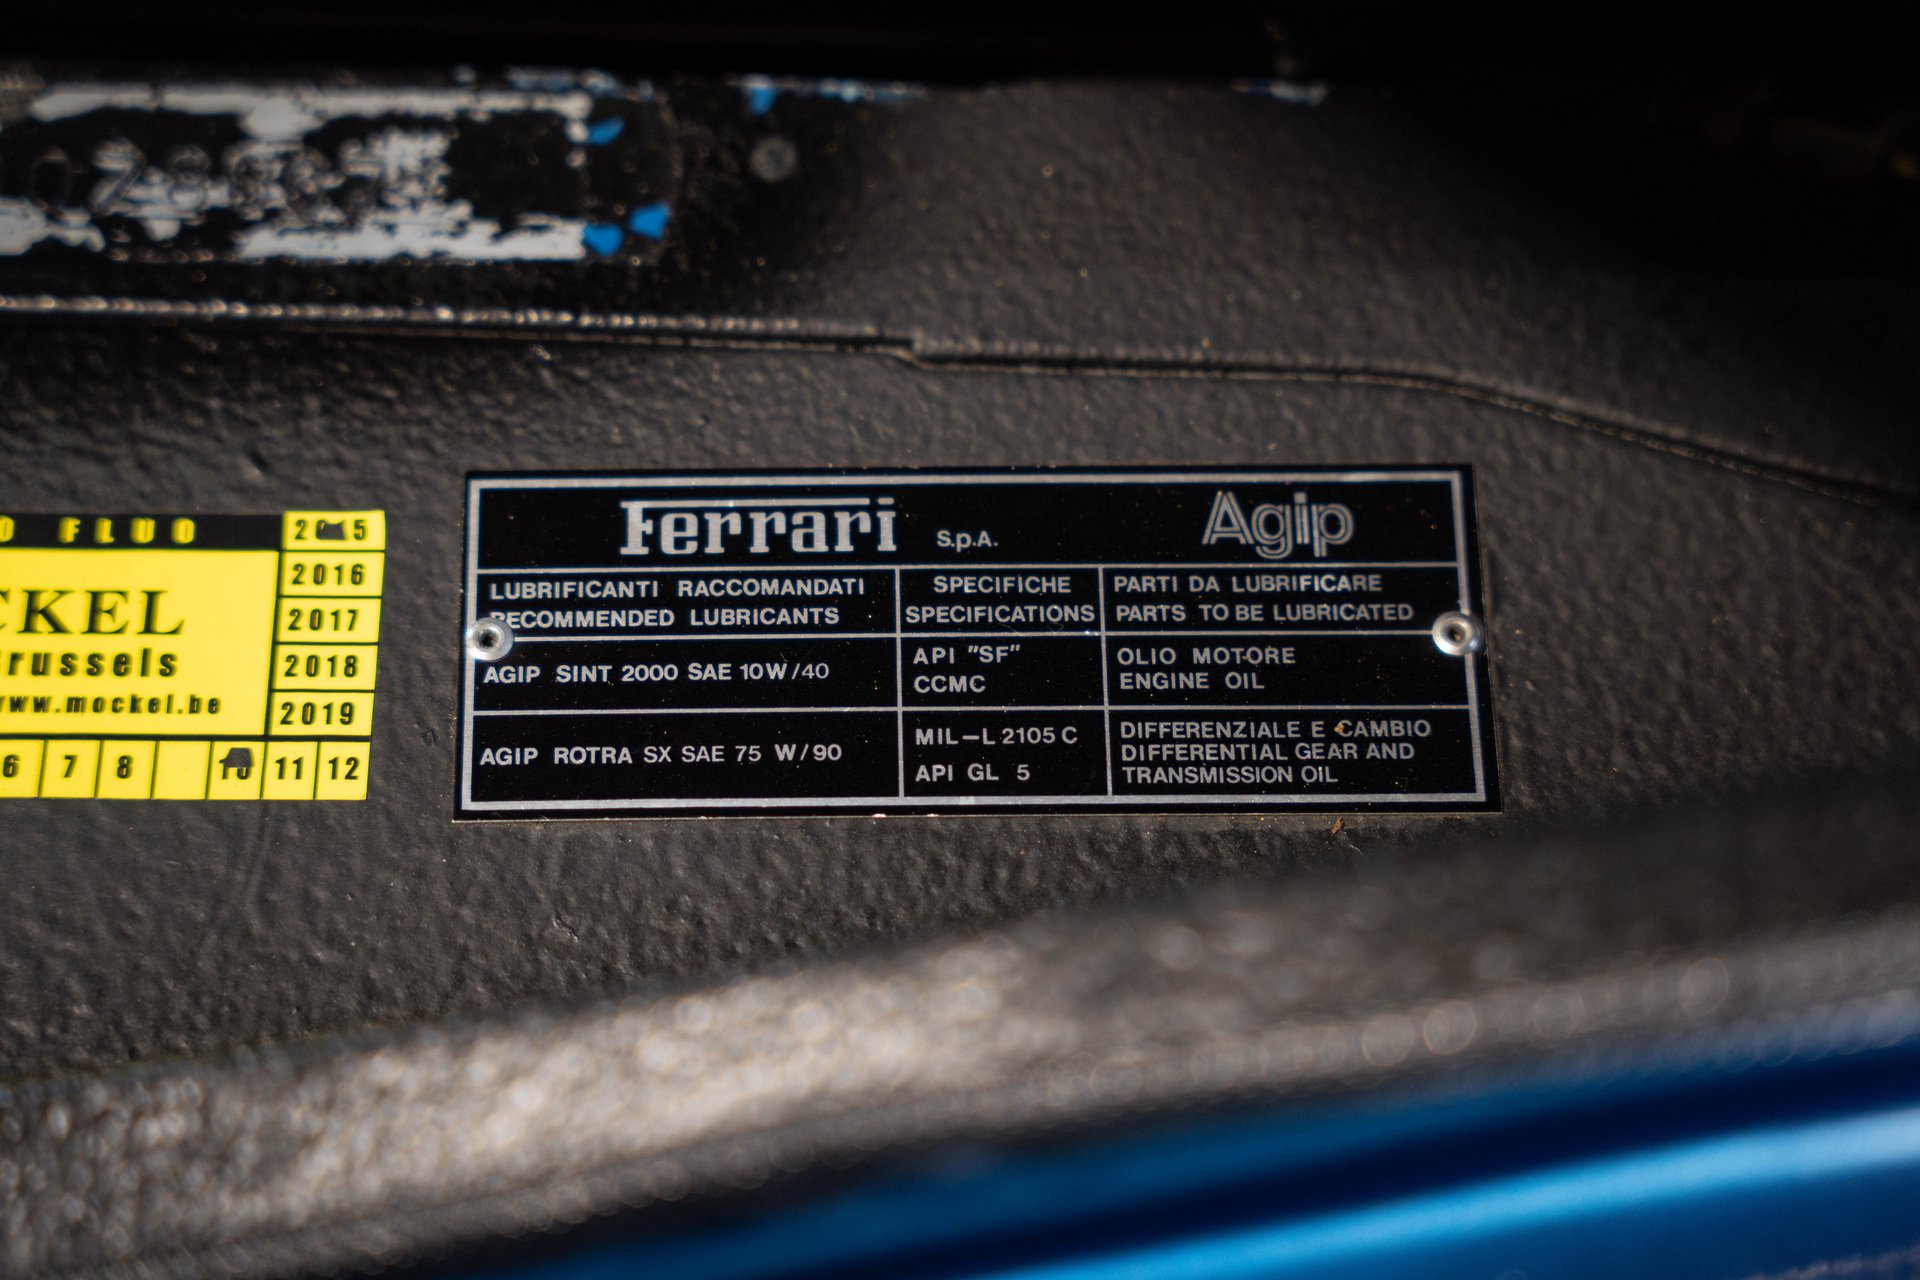 FLUO
2016
2017
2018
2019
Brussels
www.mockel.be
6 7 8 10 11 12
Ferrari S.p.A. Agip
LUBRIFICANTI RACCOMANDATI
RECOMMENDED LUBRICANTS
SPECIFICHE
SPECIFICATIONS
PARTI DA LUBRIFICARE
PARTS TO BE LUBRICATED
AGIP SINT 2000 SAE 10W/40
API "SF"
CCMC
OLIO MOTORE
ENGINE OIL
AGIP ROTRA SX SAE 75 W/90
MIL-L 2105 C
API GL 5
DIFFERENZIALE E CAMBIO
DIFFERENTIAL GEAR AND
TRANSMISSION OIL